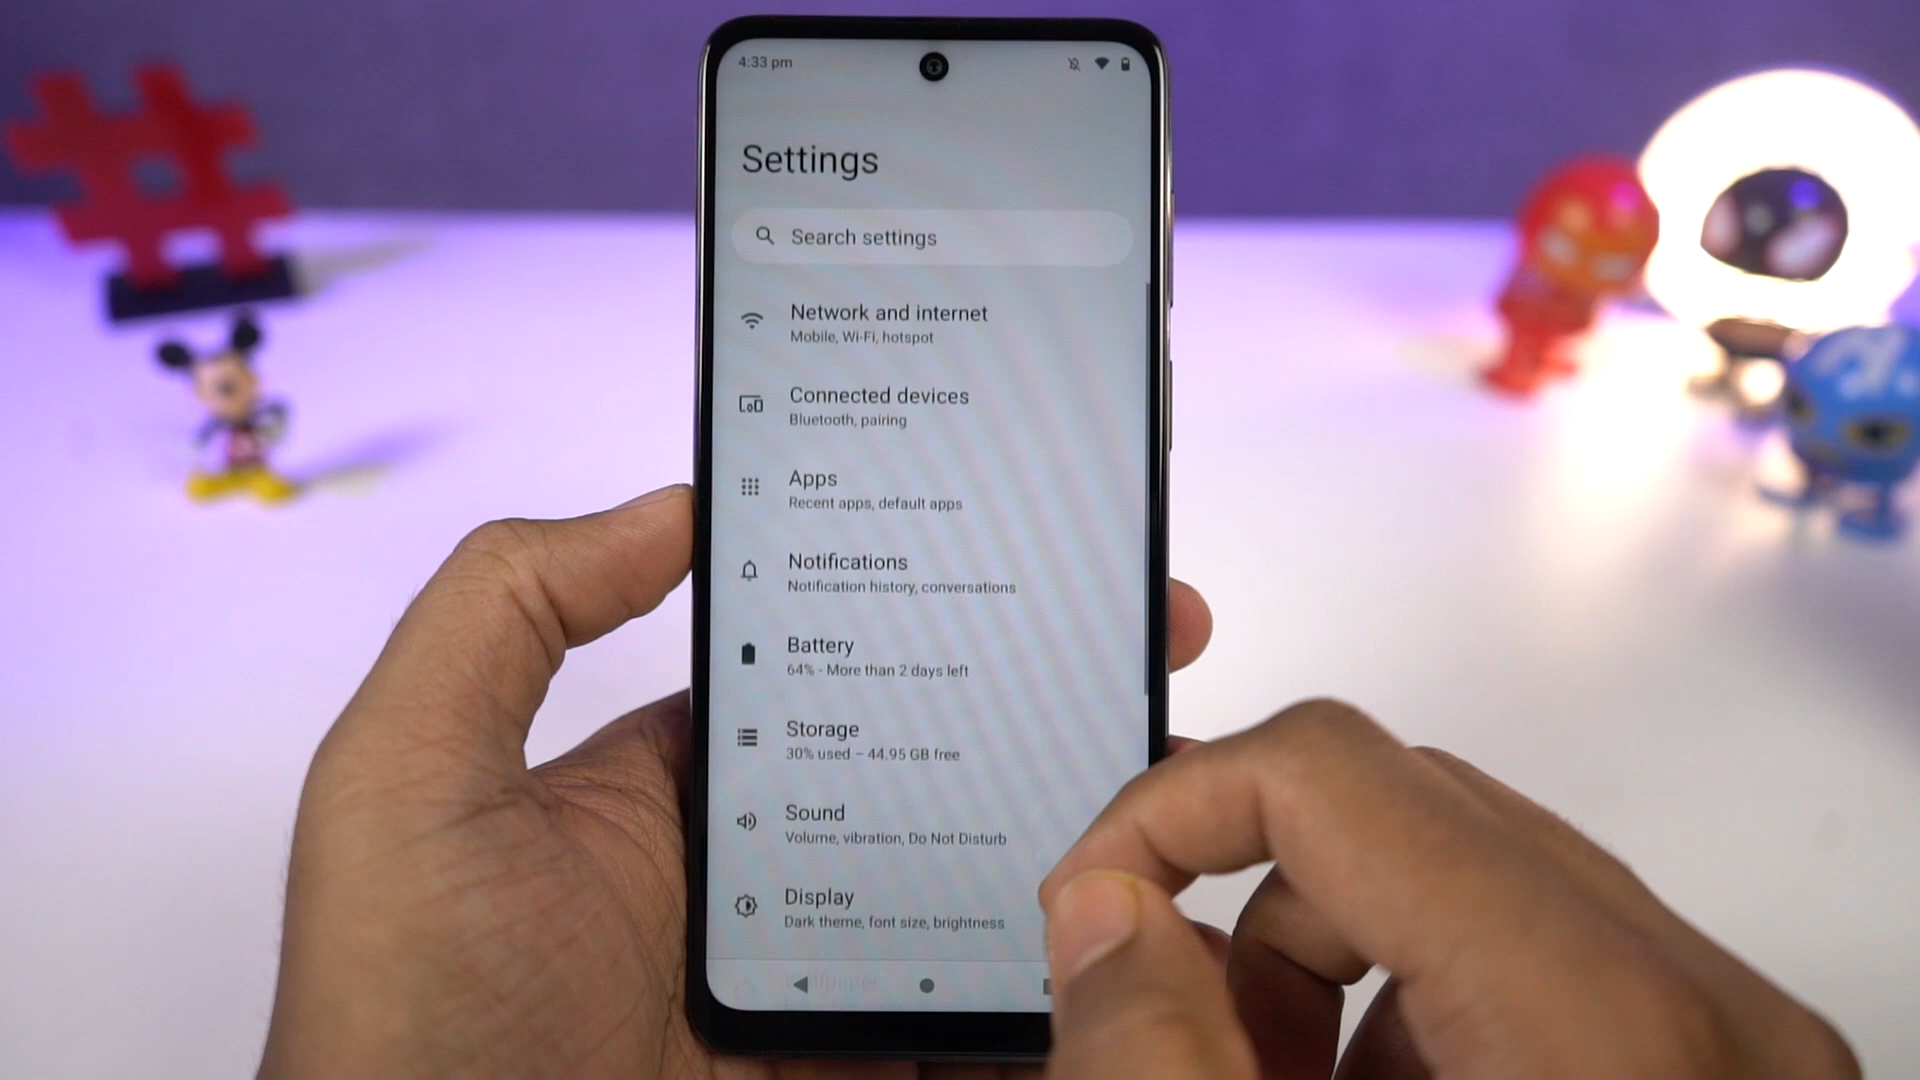 4:33 pm
Settings
Search settings
Network and internet
Mobile, Wi-Fi, hotspot
Connected devices
Bluetooth, pairing
Apps
Recent apps, default apps
Notifications
Notification history, conversations
Battery
64% - More than 2 days left
Storage
30% used – 44.95 GB free
Sound
Volume, vibration, Do Not Disturb
Display
Dark theme, font size, brightness